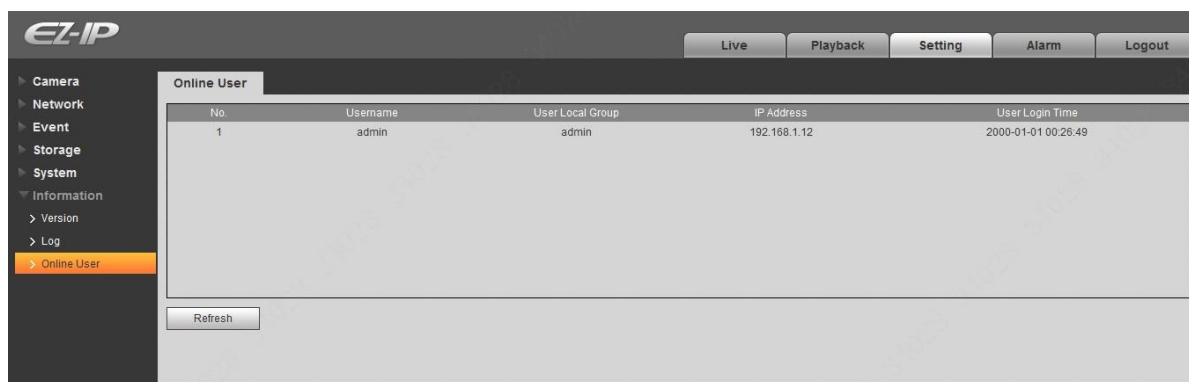 EZ-IP
Live Playback Setting Alarm Logout
Camera
Network
Event
Storage
System
Information
Version
Log
Online User
Online User
No. Username User Local Group IP Address User Login Time
1 admin admin 192.168.1.12 2000-01-01 00:26:49
Refresh